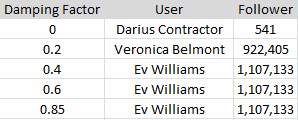 Damping Factor User Follower
0 Darius Contractor 541
0.2 Veronica Belmont 922,405
0.4 Ev Williams 1,107,133
0.6 Ev Williams 1,107,133
0.85 Ev Williams 1,107,133